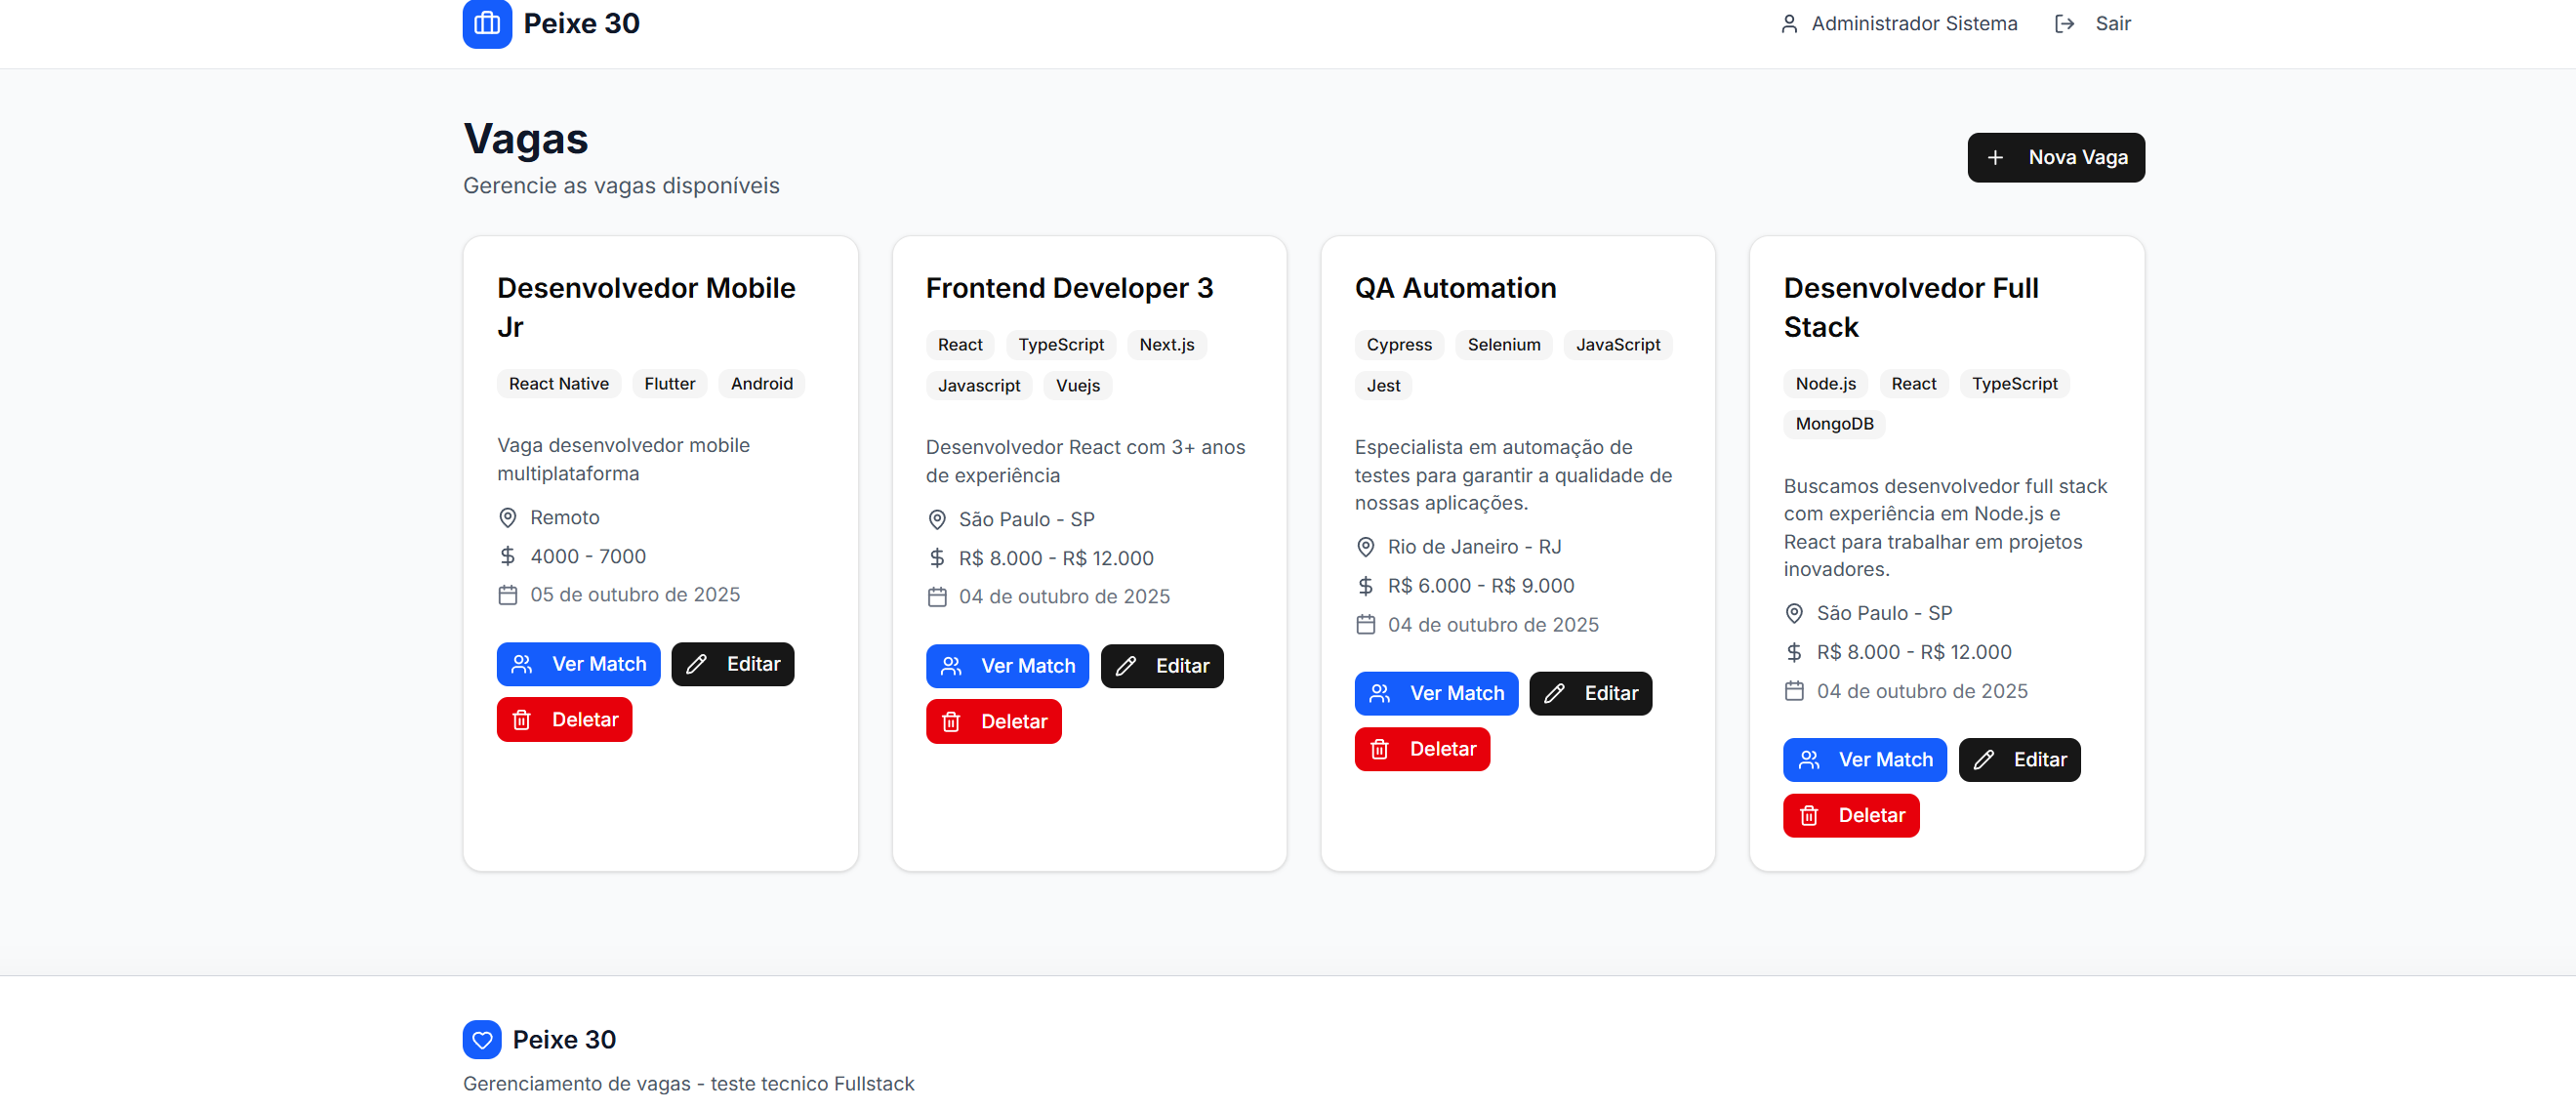 Peixe 30
Administrador Sistema
Sair
Vagas
Gerencie as vagas disponíveis
Nova Vaga
Desenvolvedor Mobile
Jr
React Native Flutter Android
Vaga desenvolvedor mobile
multiplataforma
Remoto
4000 - 7000
05 de outubro de 2025
Ver Match Editar
Deletar
Frontend Developer 3
React TypeScript Next.js
Javascript Vuejs
Desenvolvedor React com 3+ anos
de experiência
São Paulo - SP
R$ 8.000 - R$ 12.000
04 de outubro de 2025
Ver Match Editar
Deletar
QA Automation
Cypress Selenium JavaScript
Jest
Especialista em automação de
testes para garantir a qualidade de
nossas aplicações.
Rio de Janeiro - RJ
R$ 6.000 - R$ 9.000
04 de outubro de 2025
Ver Match Editar
Deletar
Desenvolvedor Full
Stack
Node.js React TypeScript
MongoDB
Buscamos desenvolvedor full stack
com experiência em Node.js e
React para trabalhar em projetos
inovadores.
São Paulo - SP
R$ 8.000 - R$ 12.000
04 de outubro de 2025
Ver Match Editar
Deletar
Peixe 30
Gerenciamento de vagas - teste tecnico Fullstack